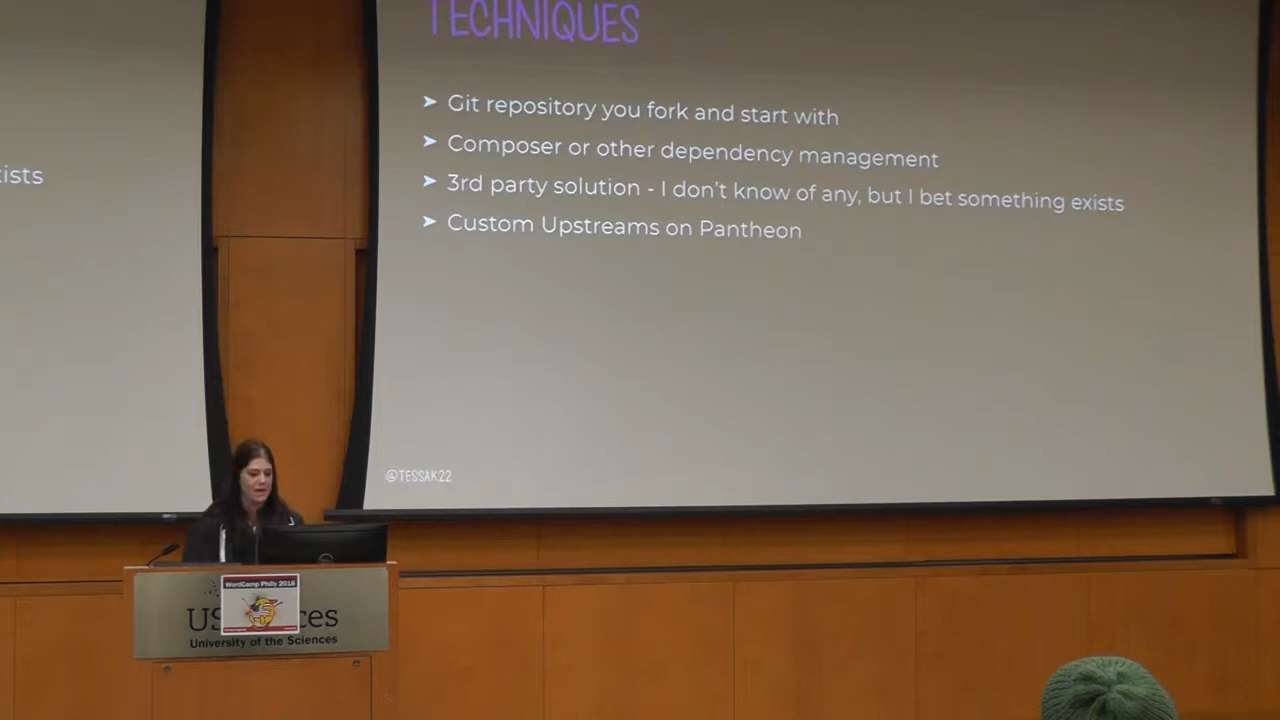 TECHNIQUES
➤ Git repository you fork and start with
➤ Composer or other dependency management
➤ 3rd party solution - I don't know of any, but I bet something exists
➤ Custom Upstreams on Pantheon
@TESSAK22
ists
WordCamp Philly 2018
US ces
University of the Sciences